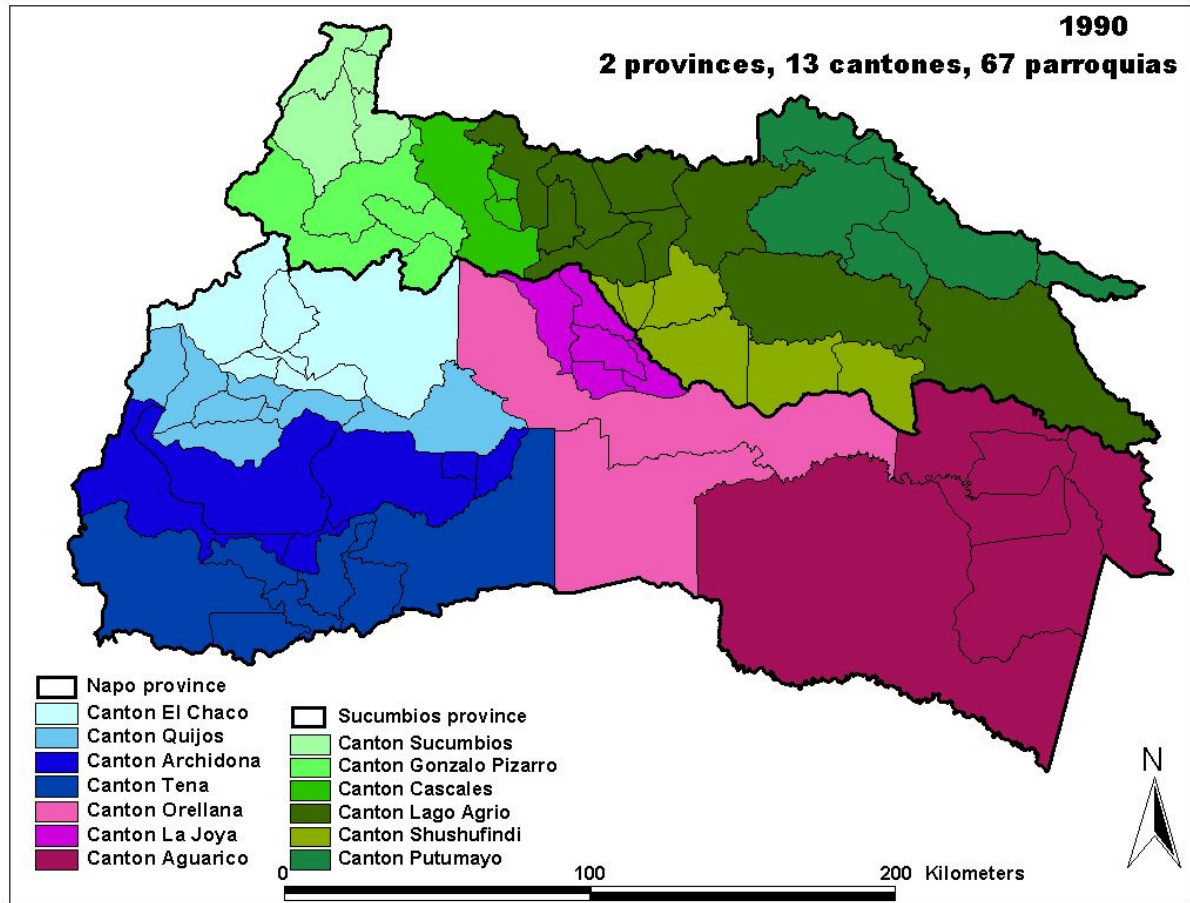 1990
2 provinces, 13 cantones, 67 parroquias
Napo province
Canton El Chaco
Canton Quijos
Canton Archidona
Canton Tena
Canton Orellana
Canton La Joya
Canton Aguarico
Sucumbios province
Canton Sucumbios
Canton Gonzalo Pizarro
Canton Cascales
Canton Lago Agrio
Canton Shushufindi
Canton Putumayo
N
0 100 200 Kilometers